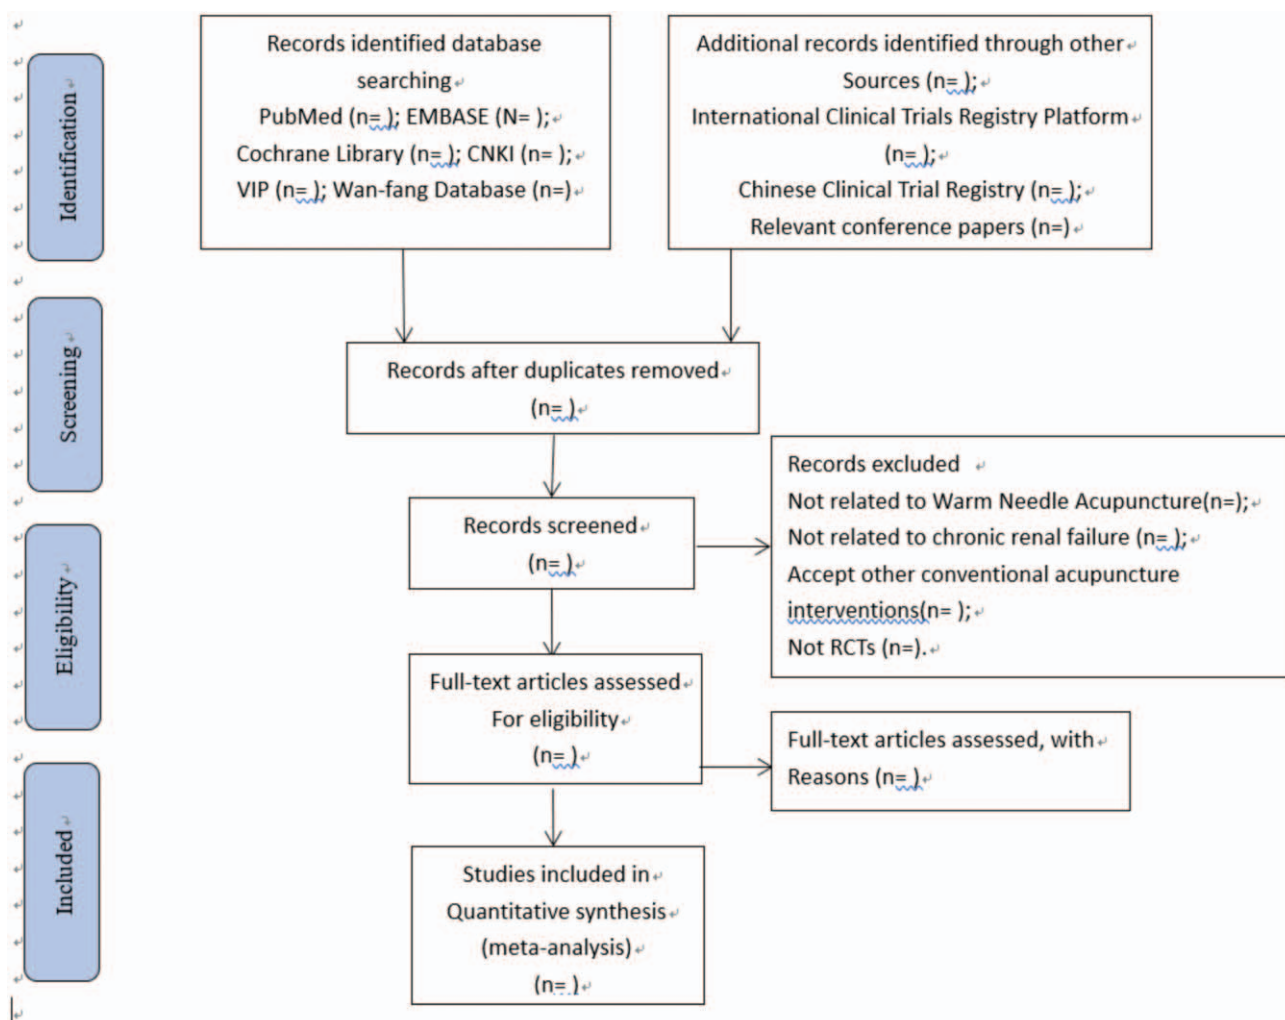 Identification
Records identified database
searching
PubMed (n= ); EMBASE (N= );
Cochrane Library (n= ); CNKI (n= );
VIP (n= ); Wan-fang Database (n=)
Additional records identified through other
Sources (n= );
International Clinical Trials Registry Platform
(n= );
Chinese Clinical Trial Registry (n= );
Relevant conference papers (n=)
Screening
Records after duplicates removed
(n= )
Records screened
(n= )
Records excluded
Not related to Warm Needle Acupuncture(n=);
Not related to chronic renal failure (n= );
Accept other conventional acupuncture
interventions(n= );
Not RCTs (n=).
Eligibility
Full-text articles assessed
For eligibility
(n= )
Full-text articles assessed, with
Reasons (n= )
Included
Studies included in
Quantitative synthesis
(meta-analysis)
(n= )